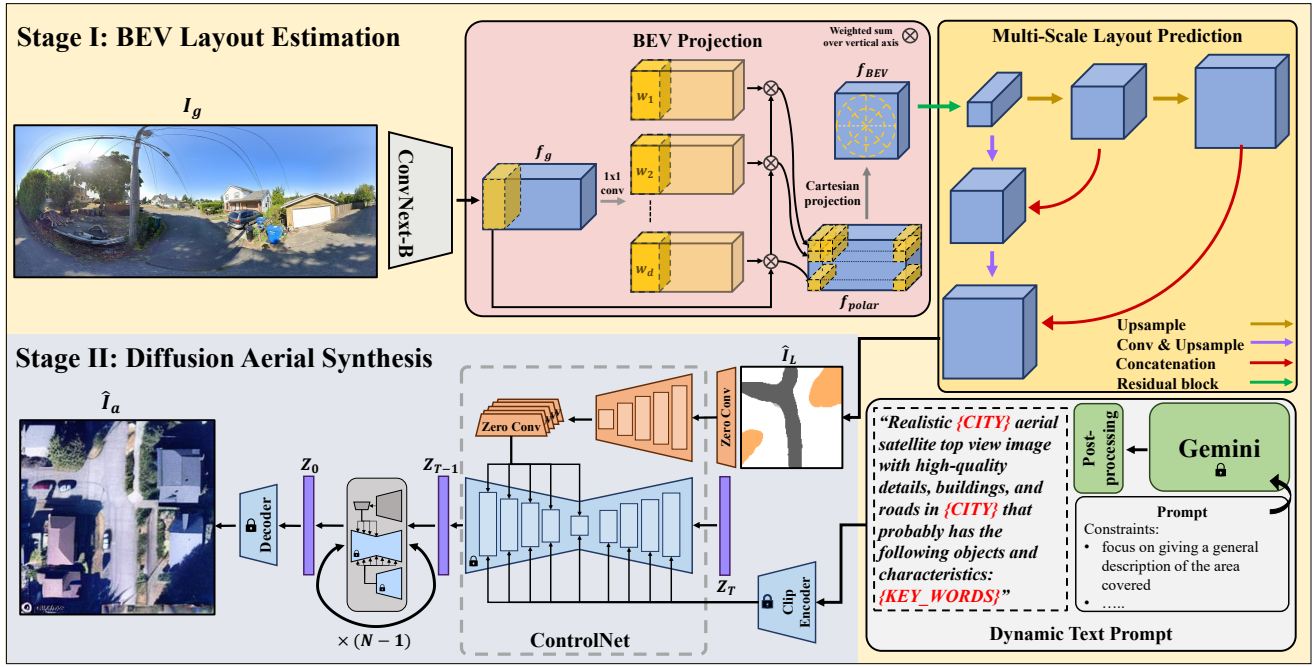 Stage I: BEV Layout Estimation
I_g
ConvNext-B
BEV Projection
Weighted sum
over vertical axis
w_1
w_2
w_d
f_g
1x1
conv
f_BEV
Cartesian
projection
f_polar
Multi-Scale Layout Prediction
Upsample
Conv & Upsample
Concatenation
Residual block
Stage II: Diffusion Aerial Synthesis
Î_a
Decoder
Z_0
× (N − 1)
Z_{T−1}
Zero Conv
ControlNet
Z_T
Zero Conv
Î_L
Clip
Encoder
“Realistic {CITY} aerial
satellite top view image
with high-quality
details, buildings, and
roads in {CITY} that
probably has the
following objects and
characteristics:
{KEY_WORDS}”
Post-
processing
Gemini
Prompt
Constraints:
• focus on giving a general
description of the area
covered
• …..
Dynamic Text Prompt